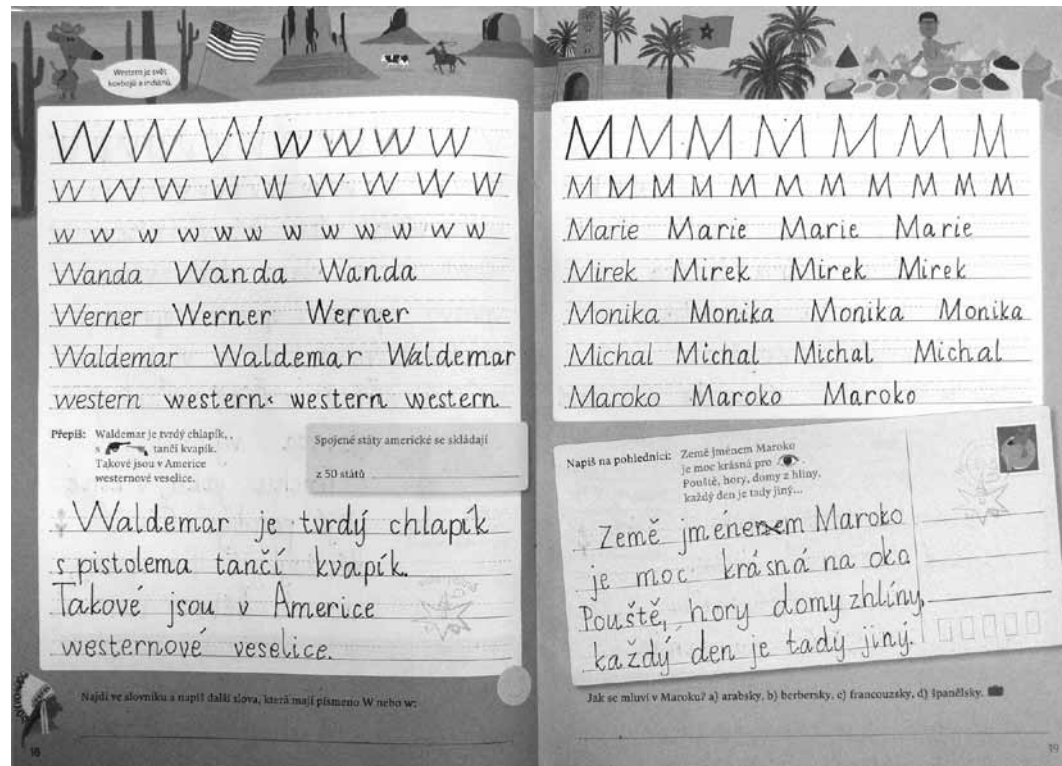 Western je svět
kovbojů a indiánů.
W W W W W W W W
W W W W W W W W W
w w w w w w w w w w w w
Wanda Wanda Wanda
Werner Werner Werner
Waldemar Waldemar Waldemar
western western western western
Přepiš: Waldemar je tvrdý chlapík,
s tančí kvapík.
Takové jsou v Americe
westernové veselice.
Spojené státy americké se skládají
z 50 států
Waldemar je tvrdý chlapík
s pistolema tančí kvapík.
Takové jsou v Americe
westernové veselice.
Najdi ve slovníku a napiš další slova, která mají písmeno W nebo w:
18
M M M M M M M
M M M M M M M M M M M
Marie Marie Marie Marie
Mirek Mirek Mirek Mirek
Monika Monika Monika Monika
Michal Michal Michal Michal
Maroko Maroko Maroko
Napiš na pohlednici: Země jménem Maroko
je moc krásná pro
Pouště, hory, domy z hlíny,
každý den je tady jiný...
Země jménem Maroko
je moc krásná na oko
Pouště, hory domy zhlíny,
každý den je tady jiný.
Jak se mluví v Maroku? a) arabsky, b) berbersky, c) francouzsky, d) španělsky.
19